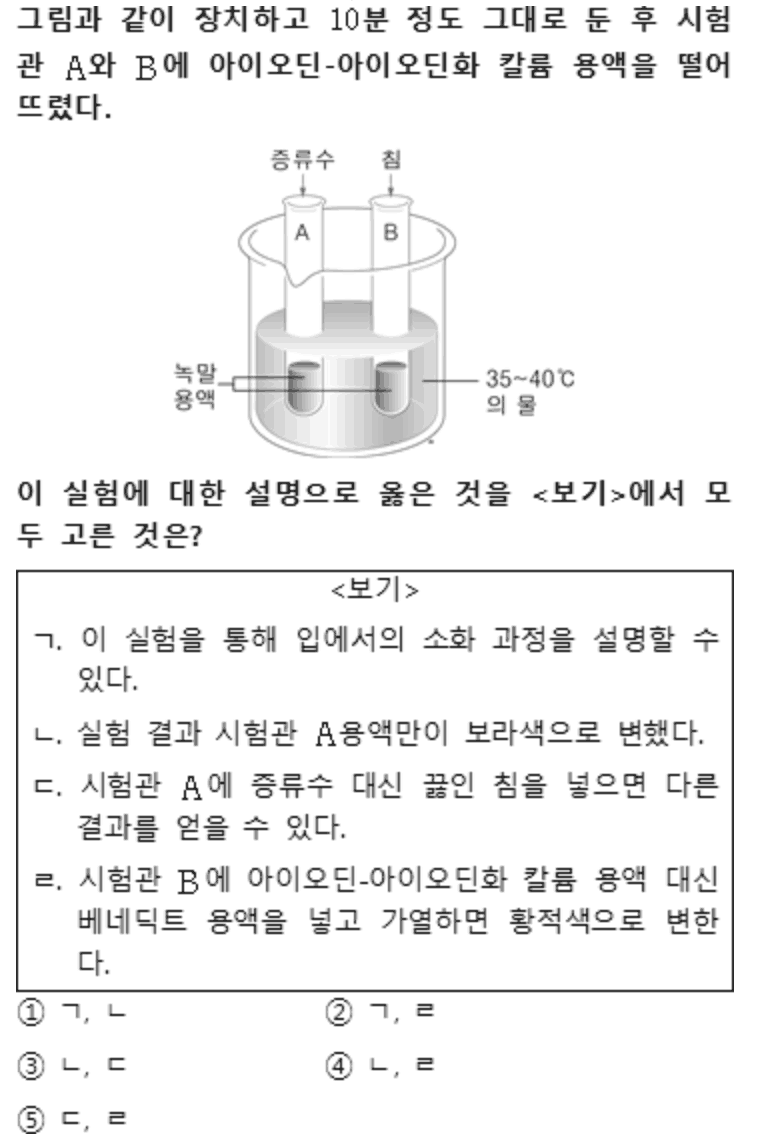 그림과 같이 장치하고 10분 정도 그대로 둔 후 시험
관 A와 B에 아이오딘-아이오딘화 칼륨 용액을 떨어
뜨렸다.
증류수 침
A B
녹말
용액
35~40℃
의 물
이 실험에 대한 설명으로 옳은 것을 <보기>에서 모
두 고른 것은?
<보기>
ㄱ. 이 실험을 통해 입에서의 소화 과정을 설명할 수
있다.
ㄴ. 실험 결과 시험관 A용액만이 보라색으로 변했다.
ㄷ. 시험관 A에 증류수 대신 끓인 침을 넣으면 다른
결과를 얻을 수 있다.
ㄹ. 시험관 B에 아이오딘-아이오딘화 칼륨 용액 대신
베네딕트 용액을 넣고 가열하면 황적색으로 변한
다.
① ㄱ, ㄴ ② ㄱ, ㄹ
③ ㄴ, ㄷ ④ ㄴ, ㄹ
⑤ ㄷ, ㄹ